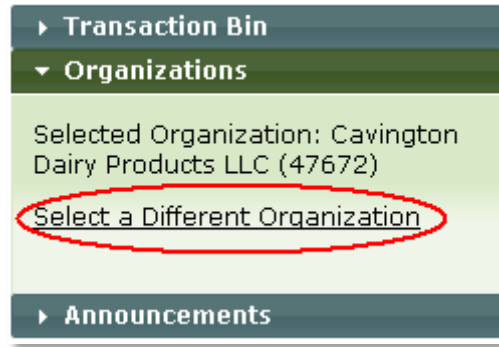 Transaction Bin
Organizations
Selected Organization: Cavington
Dairy Products LLC (47672)
Select a Different Organization
Announcements